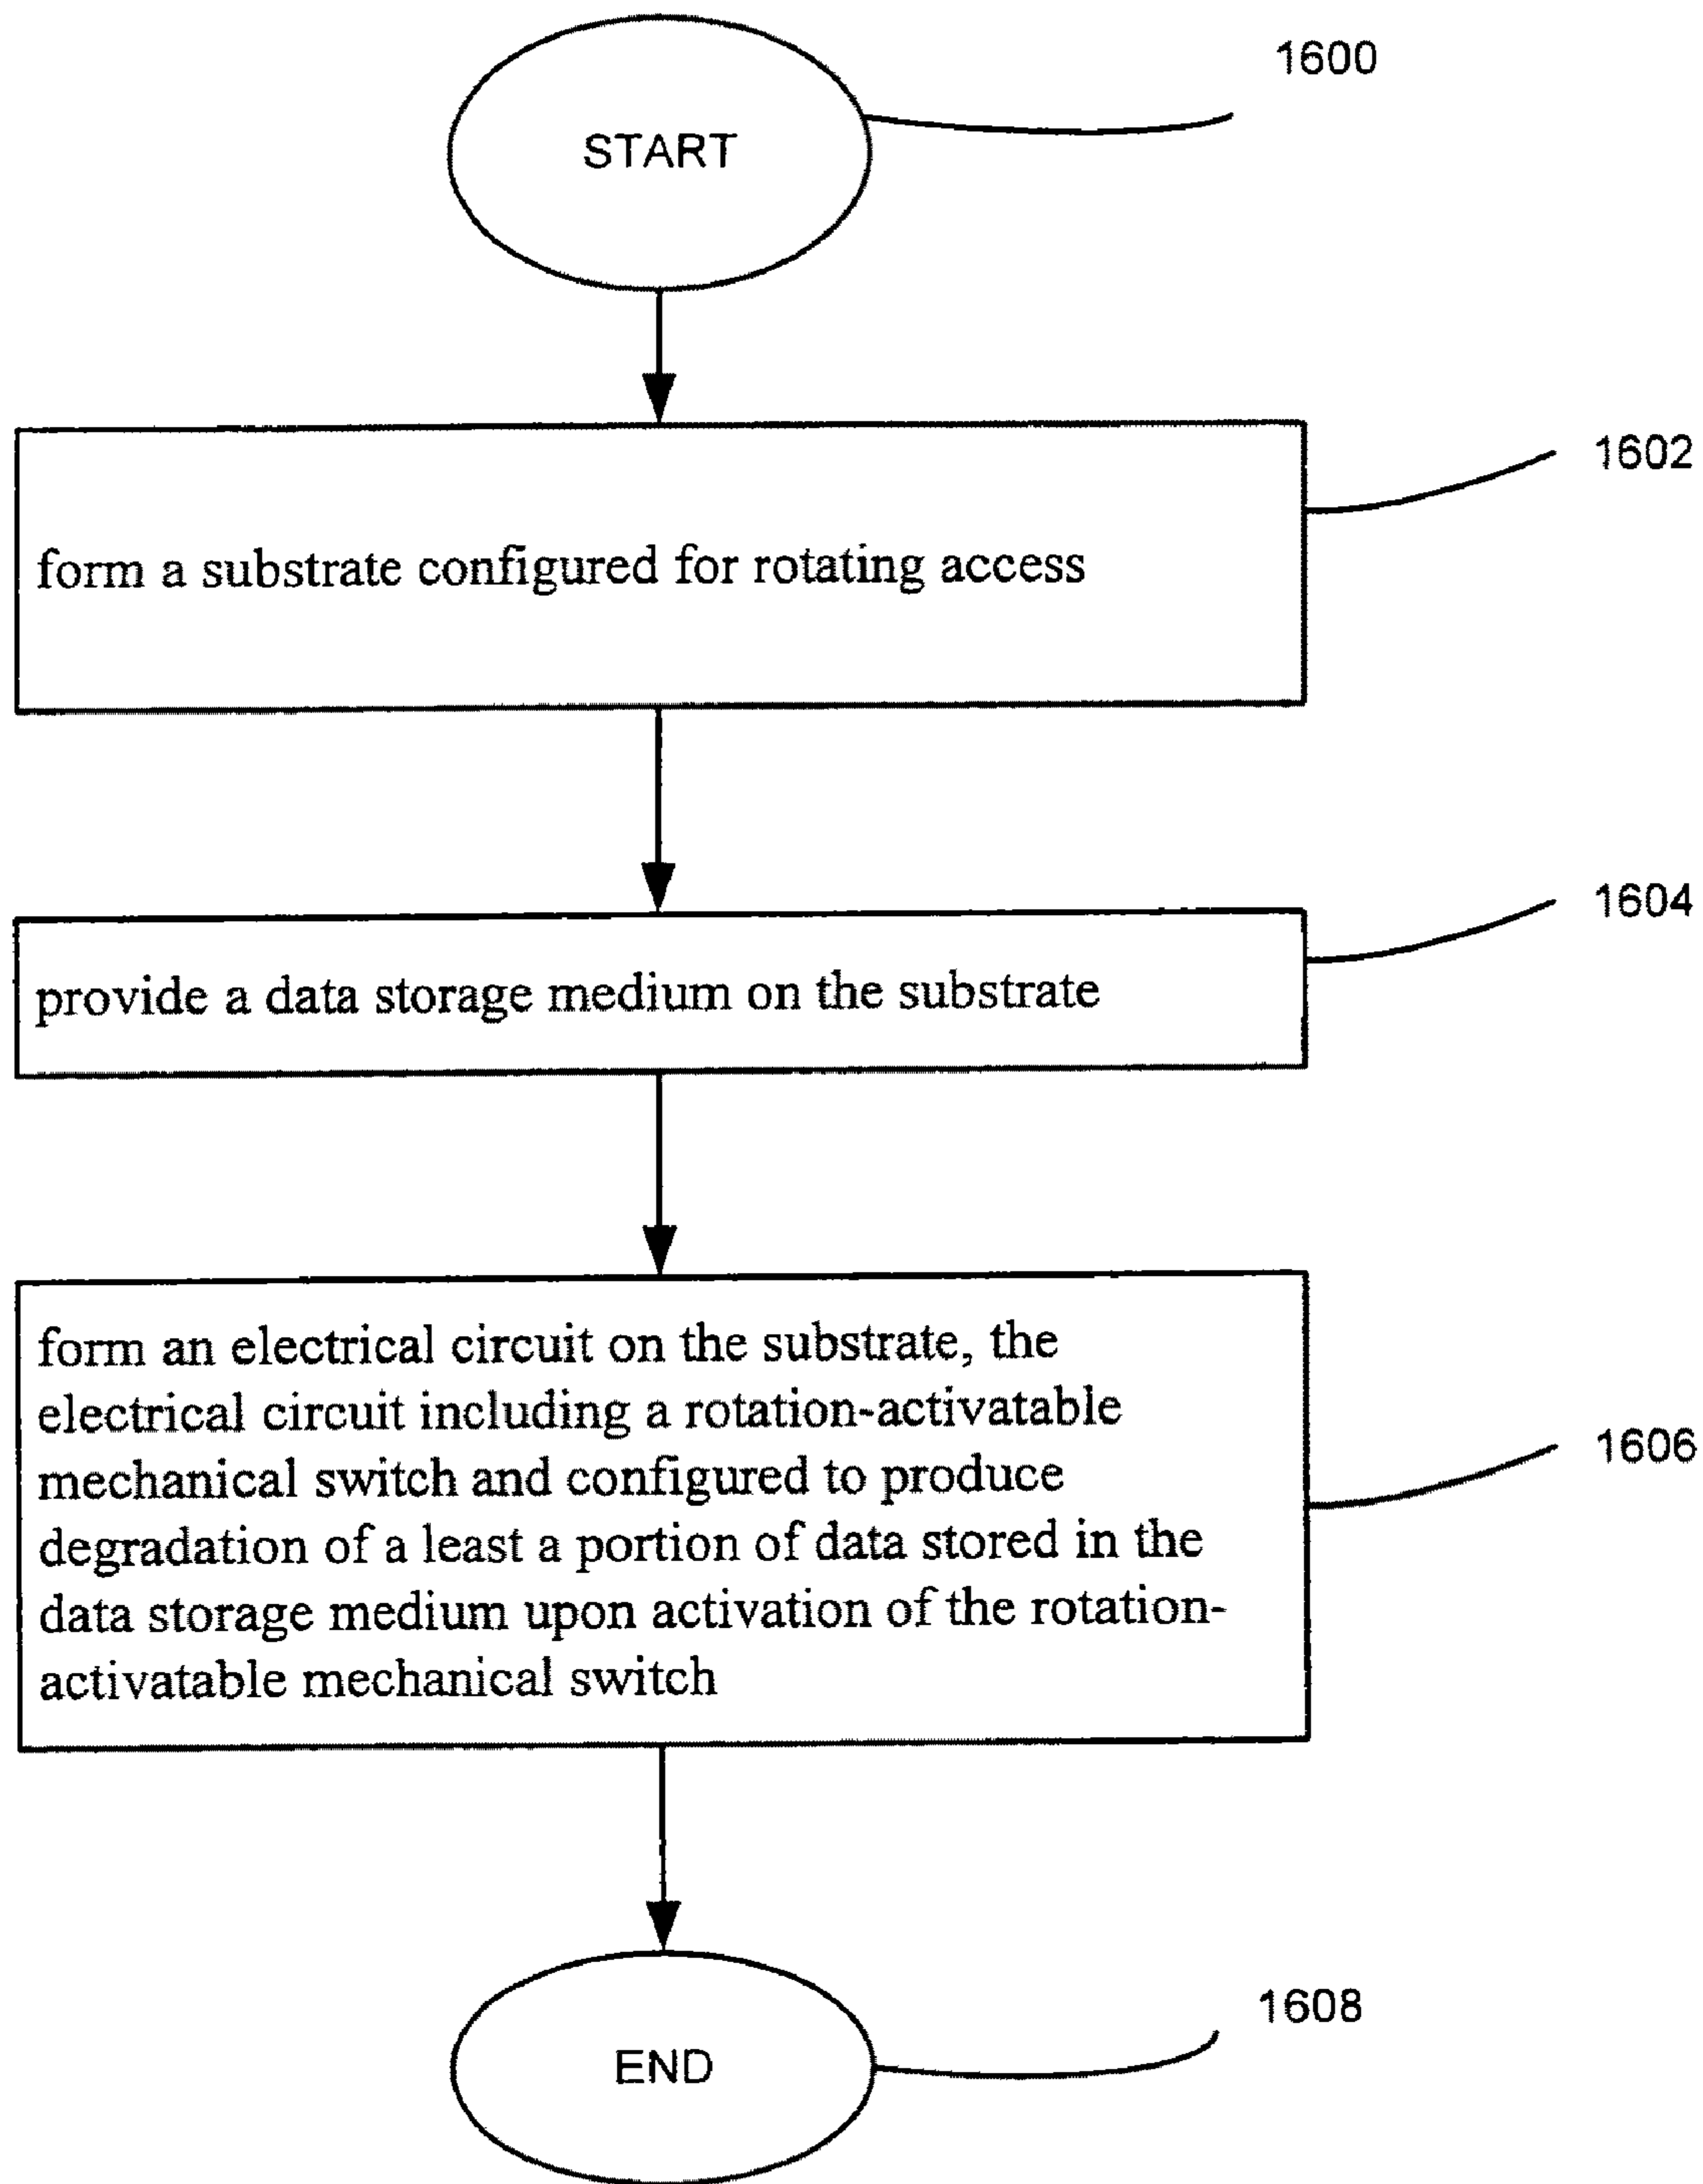 1600
START
1602
form a substrate configured for rotating access
1604
provide a data storage medium on the substrate
form an electrical circuit on the substrate, the
electrical circuit including a rotation-activatable
mechanical switch and configured to produce
1606
degradation of a least a portion of data stored in the
data storage medium upon activation of the rotation-
activatable mechanical switch
1608
END